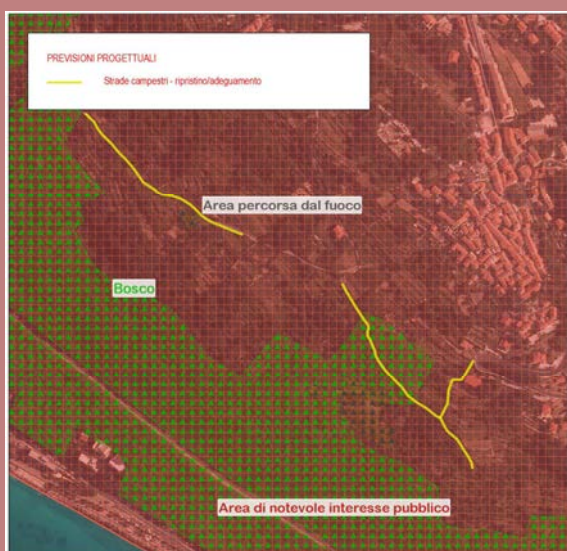 PREVISIONI PROGETTUALI
Strade campestri - ripristino/adeguamento
Area percorsa dal fuoco
Bosco
Area di notevole interesse pubblico